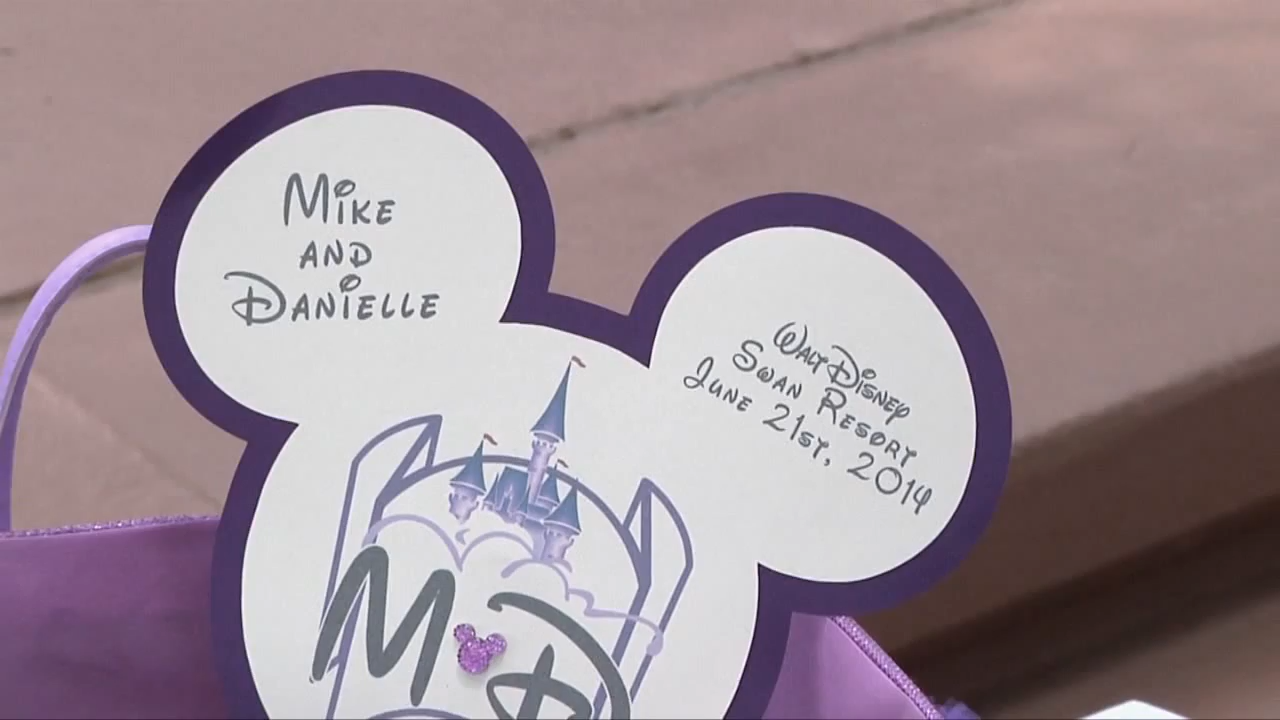 Mike
and
Danielle
Walt Disney
Swan Resort
June 21st, 2014
M D